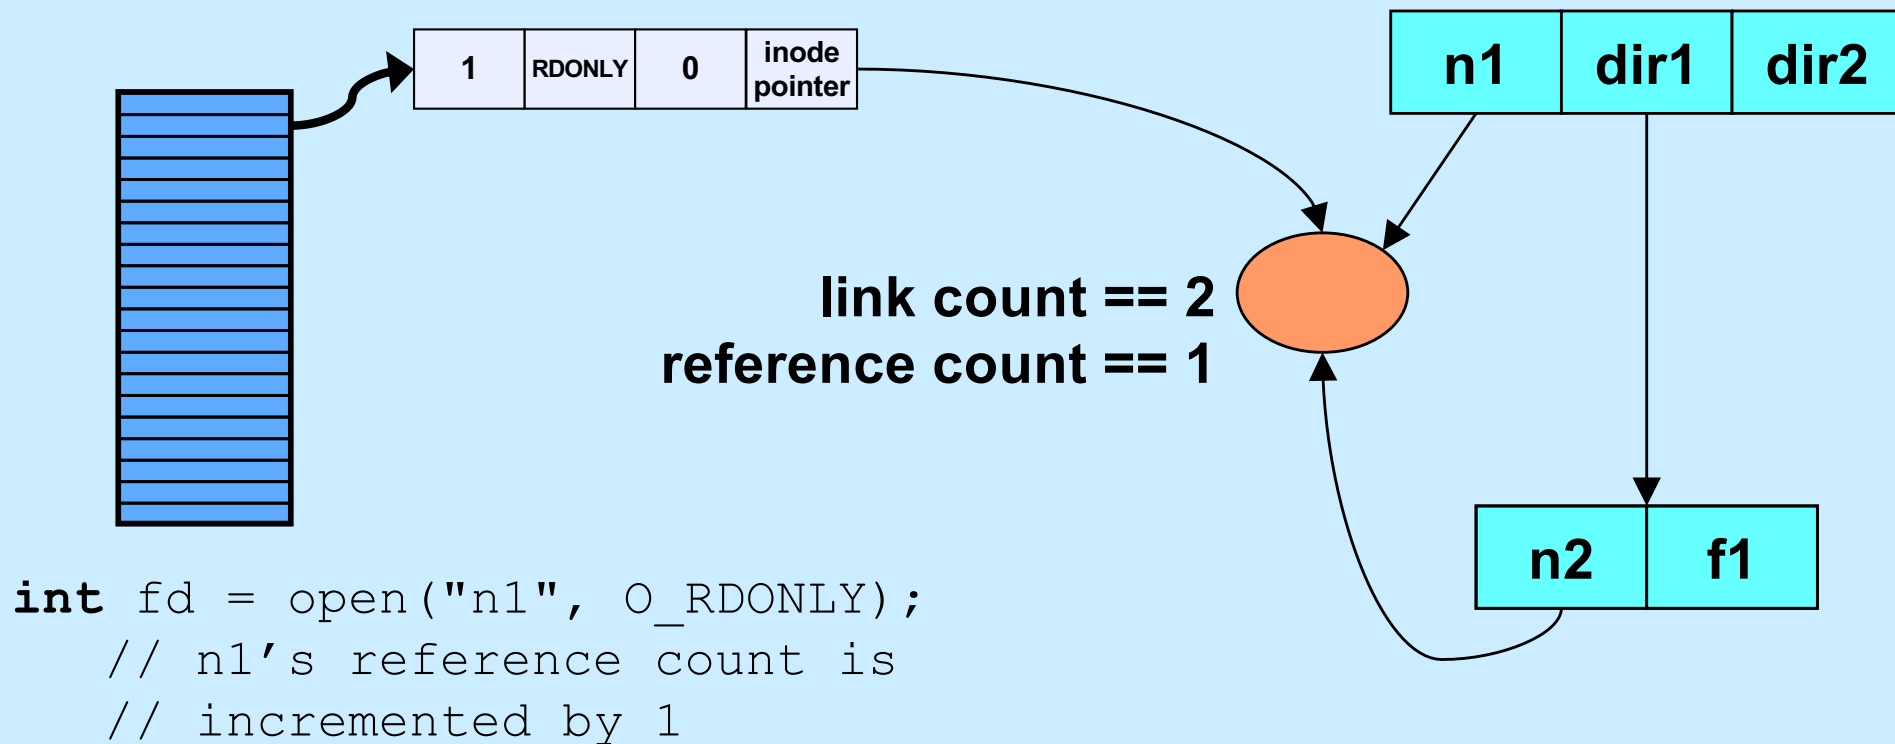 1 RDONLY 0 inode pointer
n1 dir1 dir2
link count == 2
reference count == 1
n2 f1
int fd = open("n1", O_RDONLY);
// n1’s reference count is
// incremented by 1